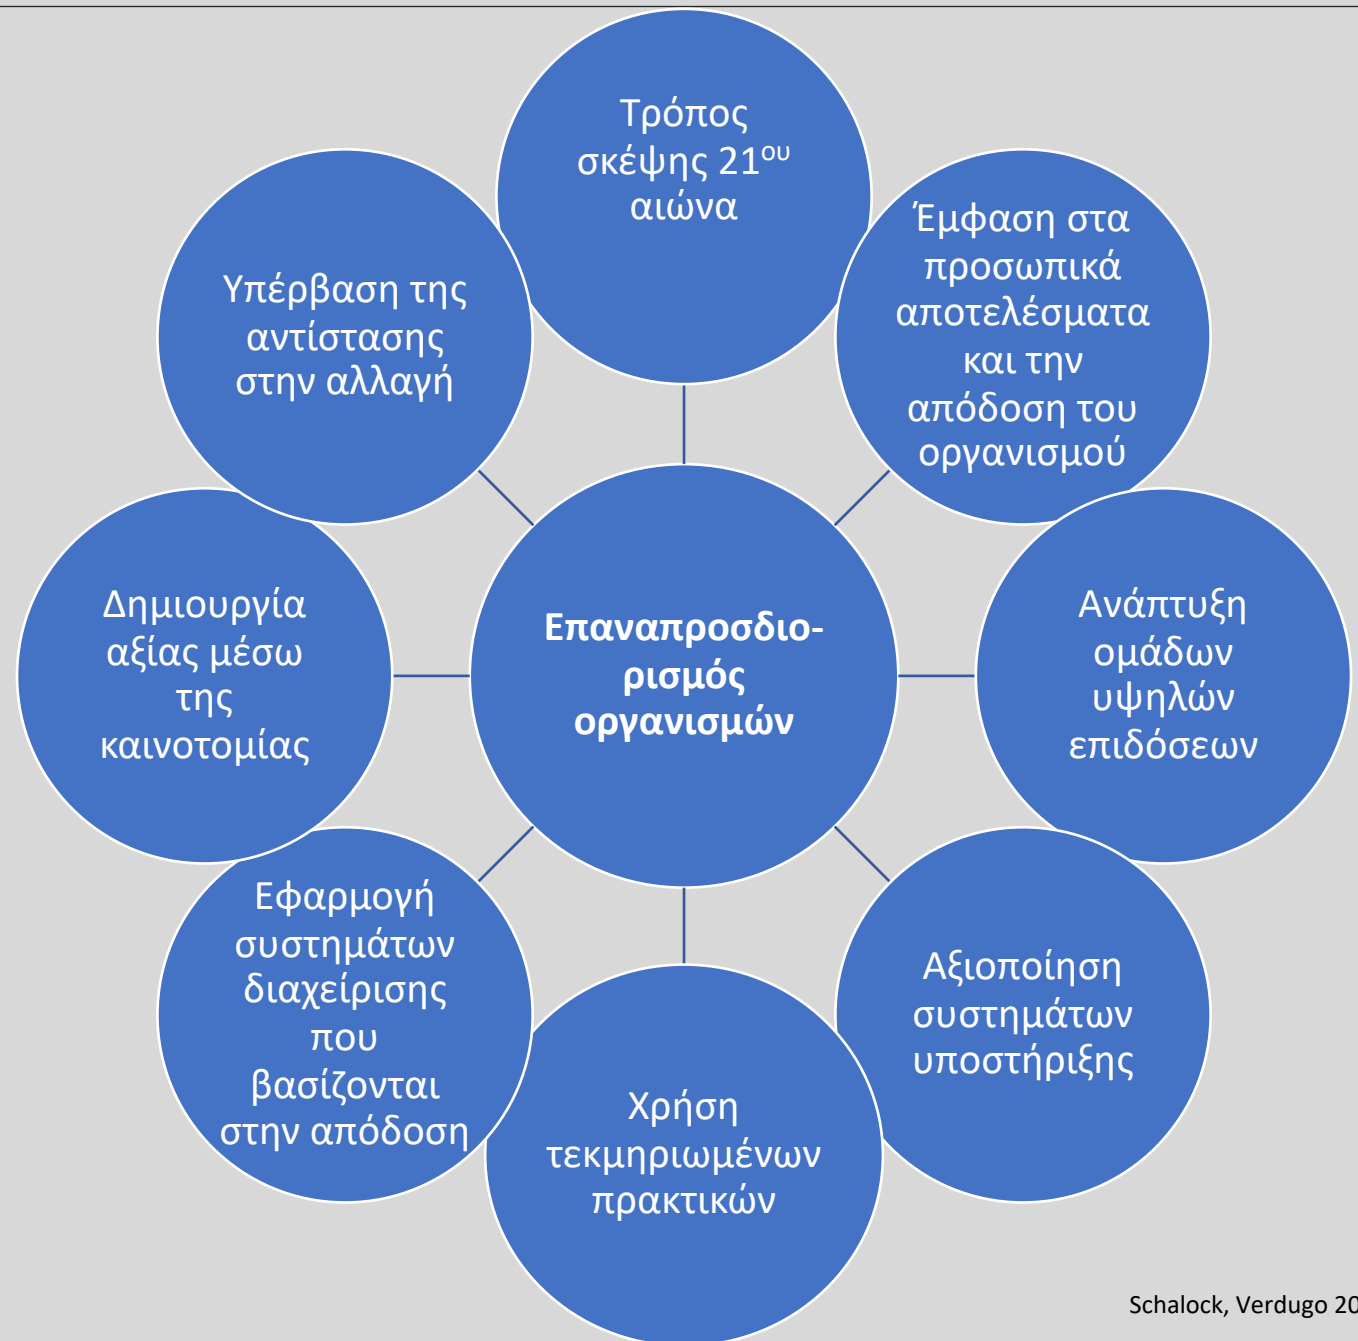 Τρόπος
σκέψης 21ου
αιώνα
Έμφαση στα
προσωπικά
αποτελέσματα
και την
απόδοση του
οργανισμού
Ανάπτυξη
ομάδων
υψηλών
επιδόσεων
Αξιοποίηση
συστημάτων
υποστήριξης
Χρήση
τεκμηριωμένων
πρακτικών
Εφαρμογή
συστημάτων
διαχείρισης
που
βασίζονται
στην απόδοση
Δημιουργία
αξίας μέσω
της
καινοτομίας
Υπέρβαση της
αντίστασης
στην αλλαγή
Επαναπροσδιο-
ρισμός
οργανισμών
Schalock, Verdugo 20